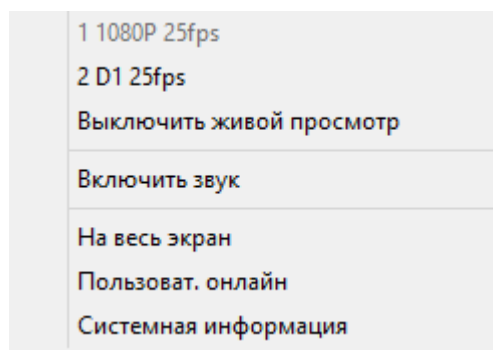 1 1080P 25fps
2 D1 25fps
Выключить живой просмотр
Включить звук
На весь экран
Пользоват. онлайн
Системная информация